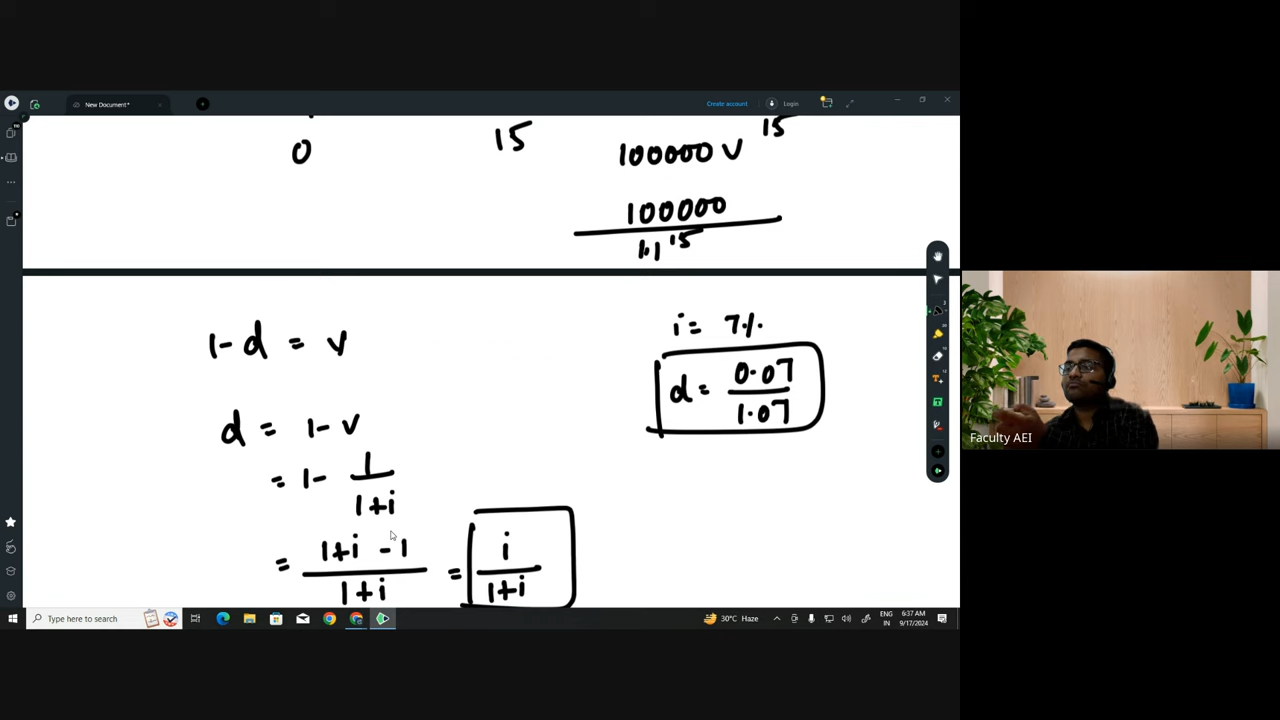 New Document*
Create account
Login
0
15
100000 v^15
100000
1.1^15
1-d = v
i = 7%
d = 0.07
1.07
d = 1-v
= 1- 1
1+i
= 1+i -1
1+i
= i
1+i
Faculty AEI
Type here to search
30°C Haze
ENG
IN
6:37 AM
9/17/2024